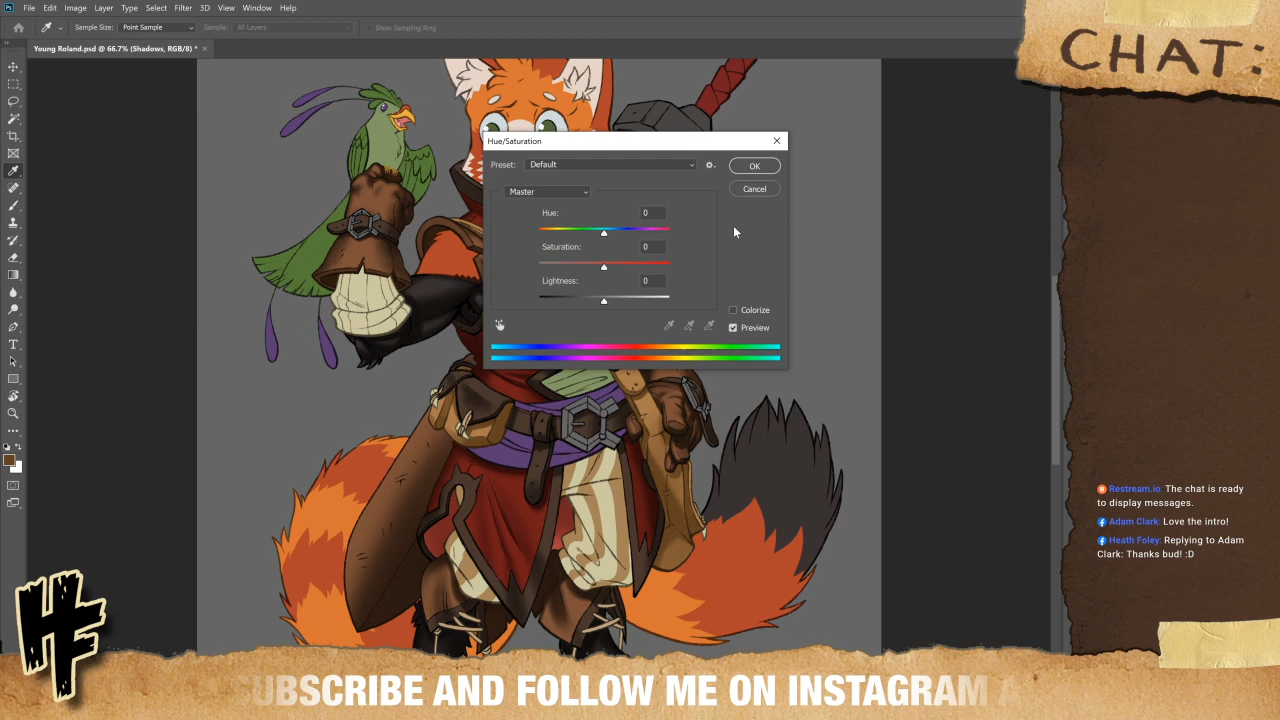 Ps File Edit Image Layer Type Select Filter 3D View Window Help
Sample Size: Point Sample Sample: All Layers Show Sampling Ring
Young Roland.psd @ 66.7% (Shadows, RGB/8) * ×
CHAT:
Hue/Saturation
Preset: Default OK
Cancel
Master
Hue: 0
Saturation: 0
Lightness: 0
Colorize
Preview
Restream.io: The chat is ready
to display messages.
Adam Clark: Love the intro!
Heath Foley: Replying to Adam
Clark: Thanks bud! :D
HF
SUBSCRIBE AND FOLLOW ME ON INSTAGRAM A